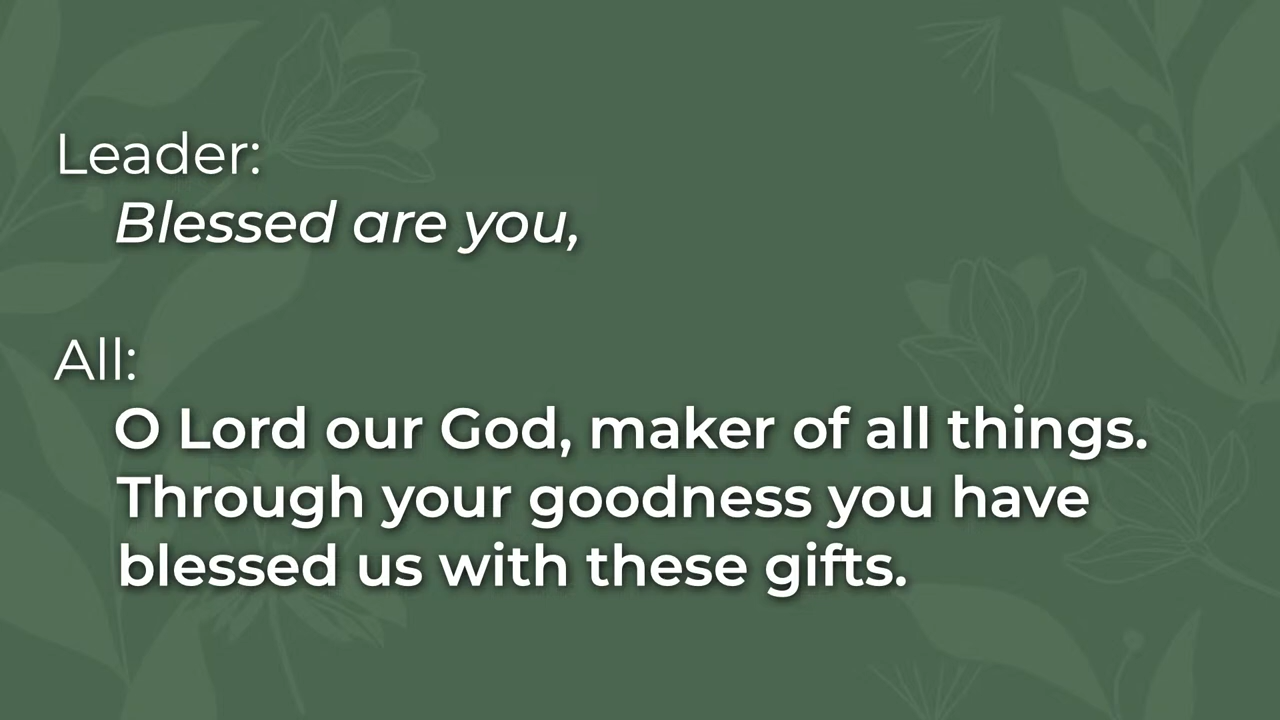 Leader:
Blessed are you,
All:
O Lord our God, maker of all things.
Through your goodness you have
blessed us with these gifts.